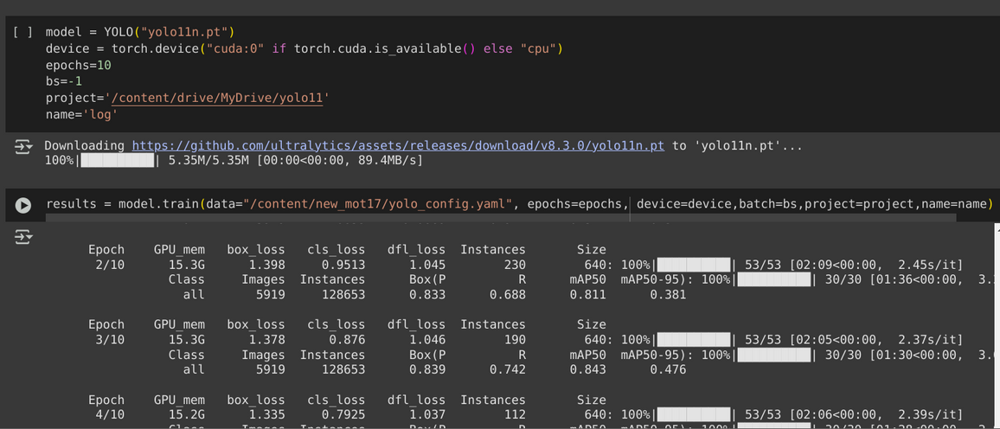 [ ] model = YOLO("yolo11n.pt")
device = torch.device("cuda:0" if torch.cuda.is_available() else "cpu")
epochs=10
bs=-1
project='/content/drive/MyDrive/yolo11'
name='log'
Downloading https://github.com/ultralytics/assets/releases/download/v8.3.0/yolo11n.pt to 'yolo11n.pt'...
100%|██████████| 5.35M/5.35M [00:00<00:00, 89.4MB/s]
results = model.train(data="/content/new_mot17/yolo_config.yaml", epochs=epochs, device=device,batch=bs,project=project,name=name)
Epoch GPU_mem box_loss cls_loss dfl_loss Instances Size
2/10 15.3G 1.398 0.9513 1.045 230 640: 100%|██████████| 53/53 [02:09<00:00, 2.45s/it]
Class Images Instances Box(P R mAP50 mAP50-95): 100%|██████████| 30/30 [01:36<00:00,
all 5919 128653 0.833 0.688 0.811 0.381
Epoch GPU_mem box_loss cls_loss dfl_loss Instances Size
3/10 15.3G 1.378 0.876 1.046 190 640: 100%|██████████| 53/53 [02:05<00:00, 2.37s/it]
Class Images Instances Box(P R mAP50 mAP50-95): 100%|██████████| 30/30 [01:30<00:00,
all 5919 128653 0.839 0.742 0.843 0.476
Epoch GPU_mem box_loss cls_loss dfl_loss Instances Size
4/10 15.2G 1.335 0.7925 1.037 112 640: 100%|██████████| 53/53 [02:06<00:00, 2.39s/it]